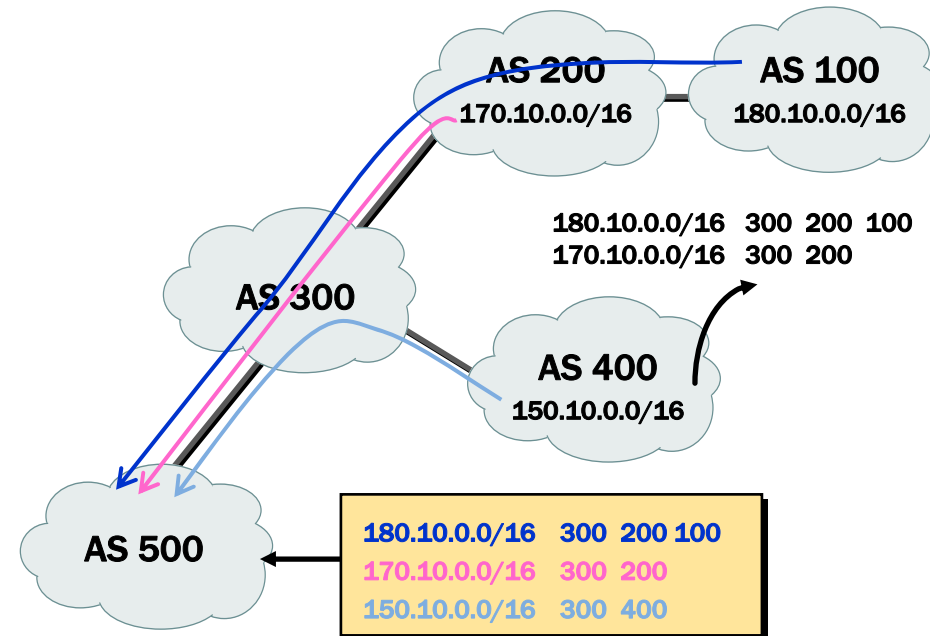 AS 200
170.10.0.0/16
AS 100
180.10.0.0/16
180.10.0.0/16 300 200 100
170.10.0.0/16 300 200
AS 300
AS 400
150.10.0.0/16
AS 500
180.10.0.0/16 300 200 100
170.10.0.0/16 300 200
150.10.0.0/16 300 400